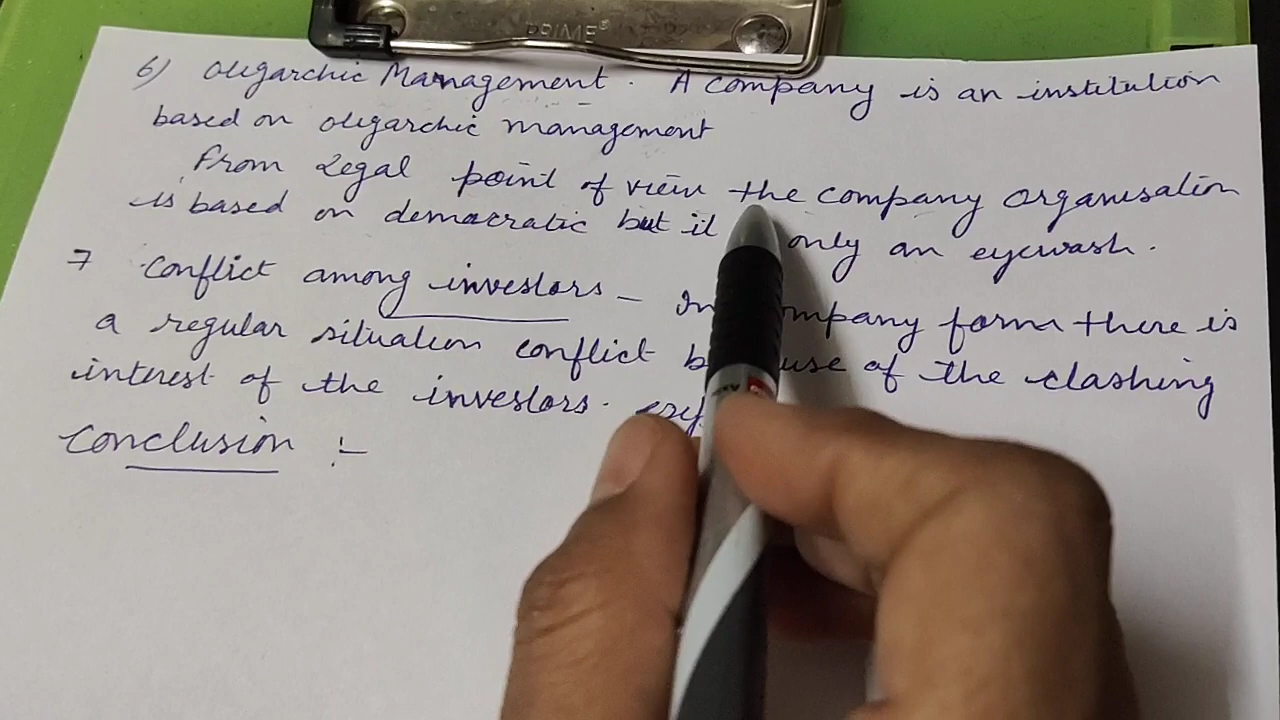 PRIME
6) Oligarchic Management. A company is an institution
based on oligarchic management
From Legal point of view the company Organisation
is based on democratic but it only an eyewash.
7 Conflict among investors - In company form there is
a regular situation conflict because of the clashing
interest of the investors.
Conclusion :-